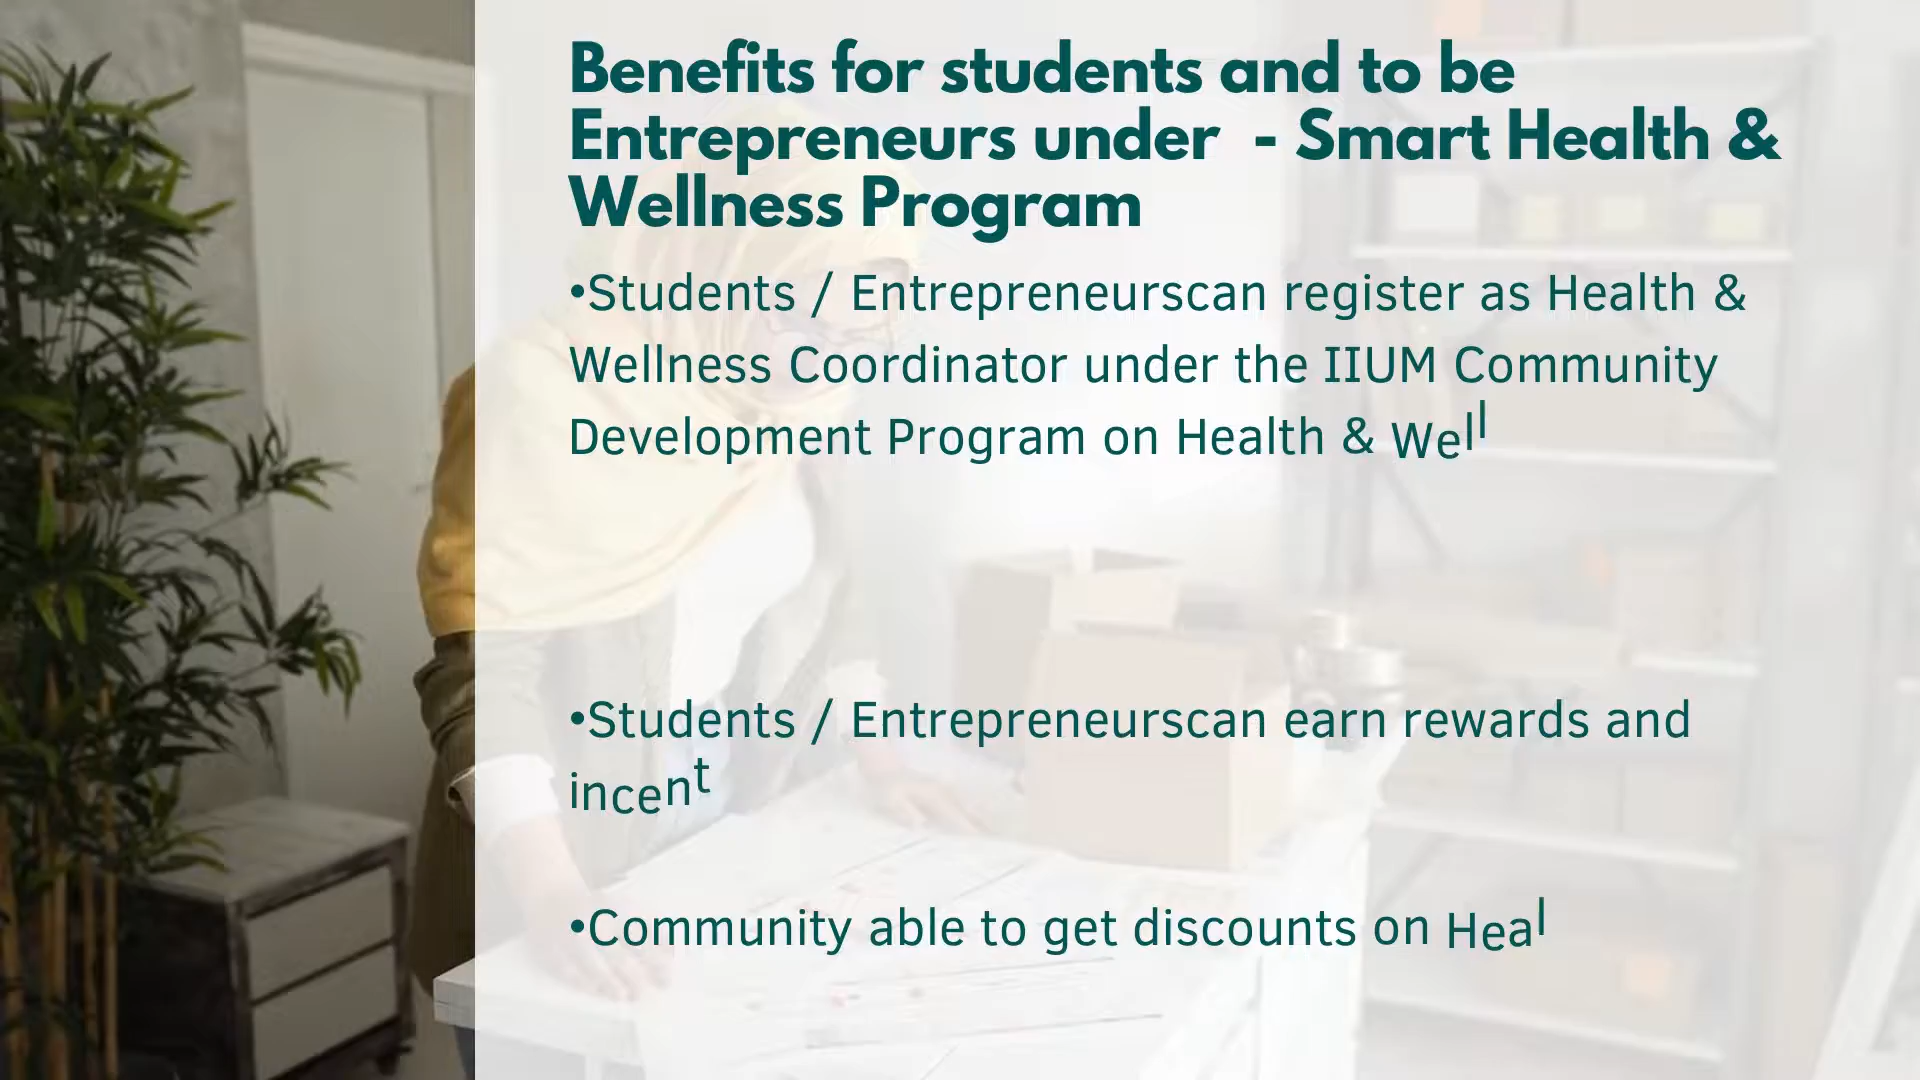 Benefits for students and to be
Entrepreneurs under - Smart Health &
Wellness Program
•Students / Entrepreneurscan register as Health &
Wellness Coordinator under the IIUM Community
Development Program on Health & Well
•Students / Entrepreneurscan earn rewards and
incent
•Community able to get discounts on Heal